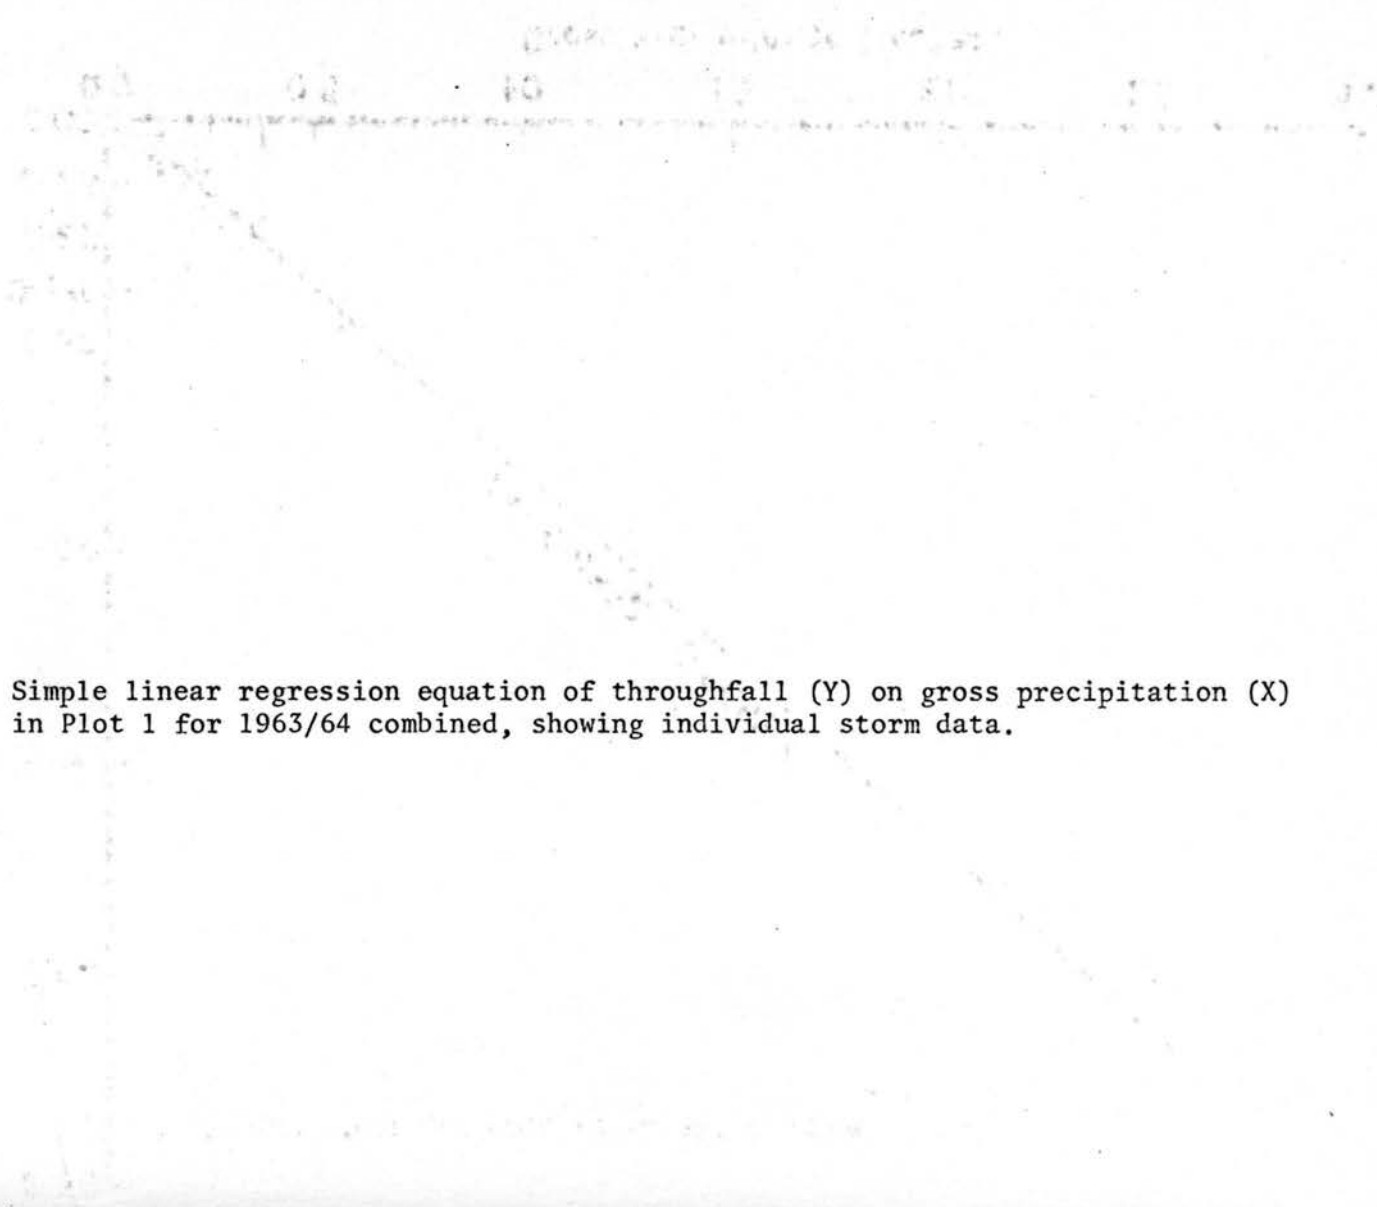 Simple linear regression equation of throughfall (Y) on gross precipitation (X)
in Plot 1 for 1963/64 combined, showing individual storm data.